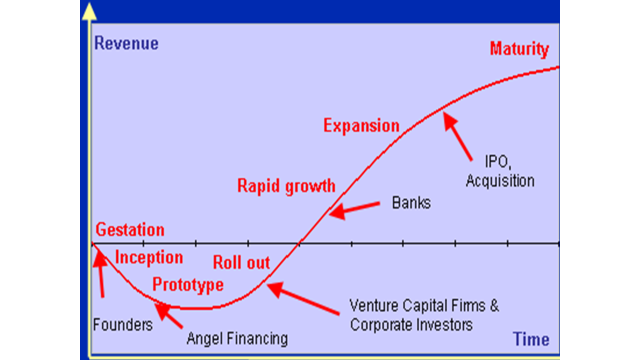 Revenue
Maturity
Expansion
IPO,
Acquisition
Rapid growth
Banks
Gestation
Inception
Roll out
Prototype
Founders
Angel Financing
Venture Capital Firms &
Corporate Investors
Time